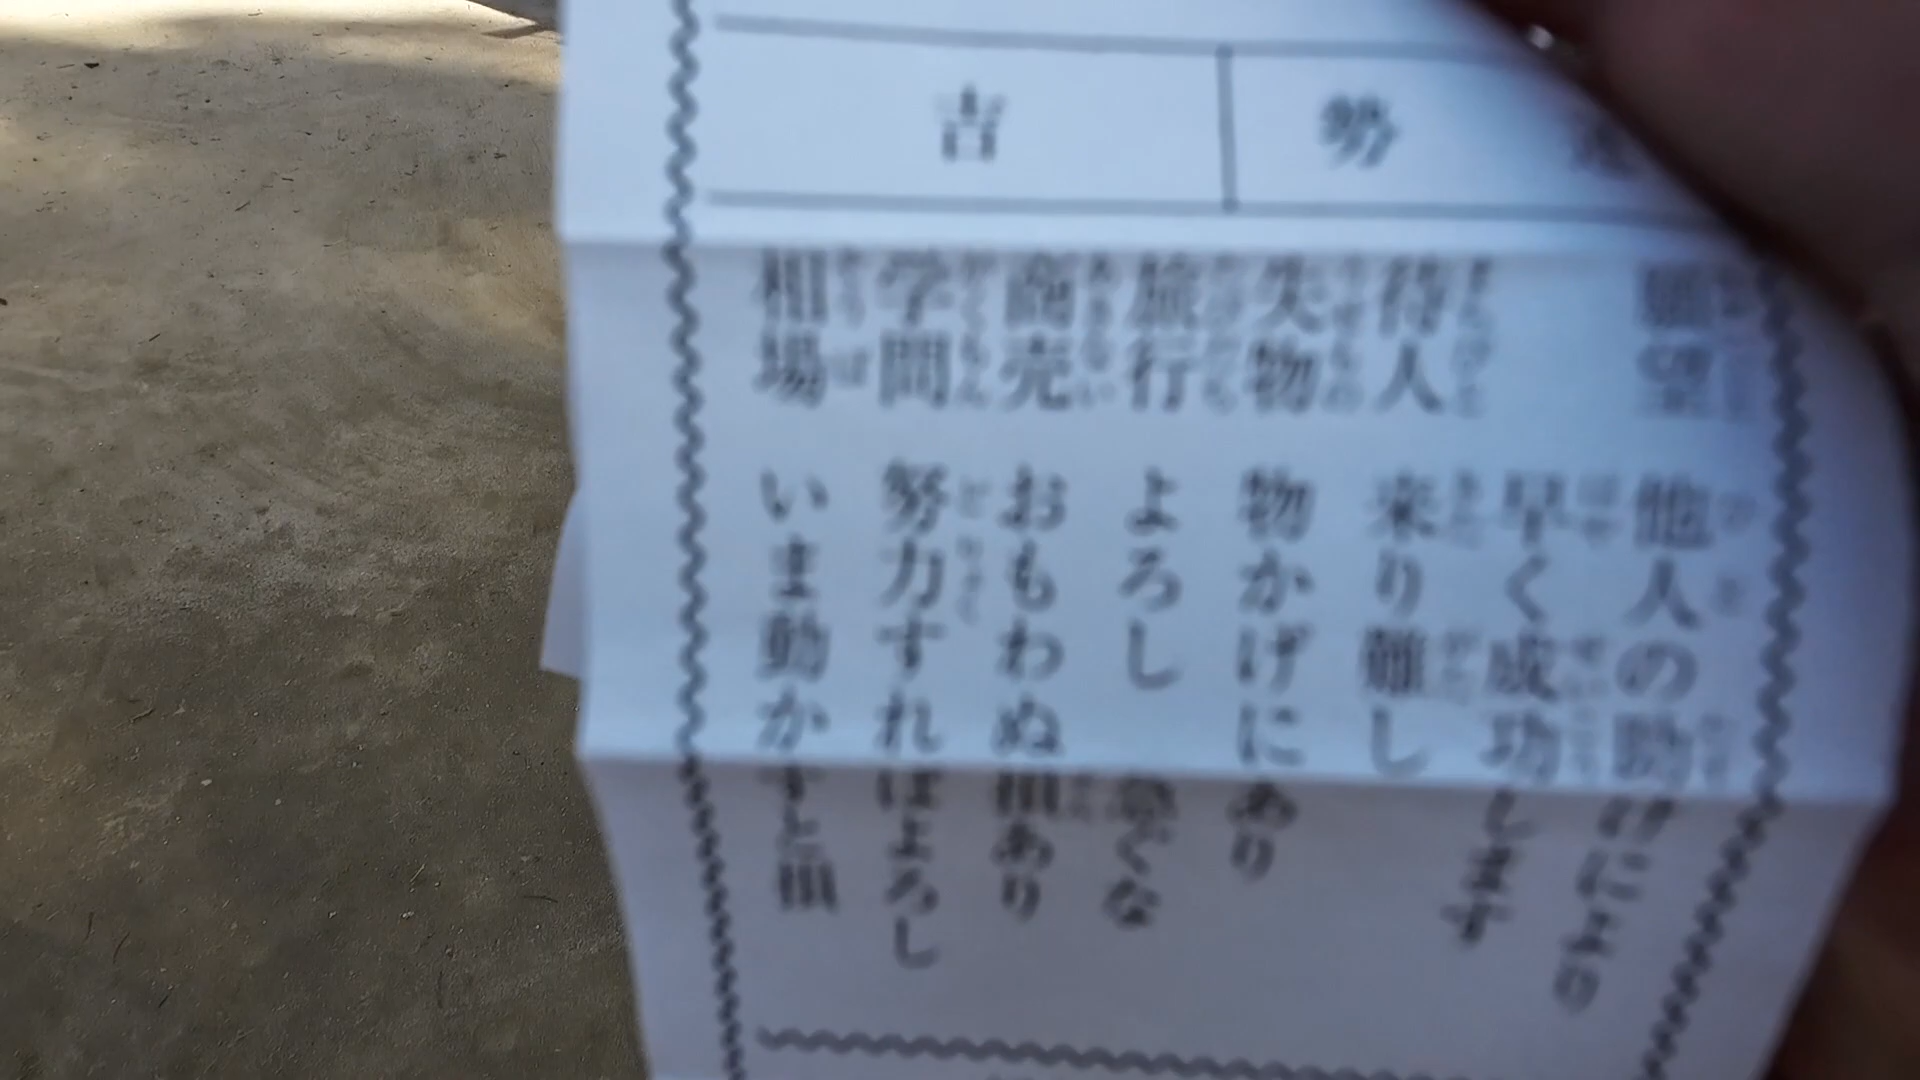 勢
吉
願望 他人の助けにより
早く成功します
待人 来り難し
失物 物かげにあり
旅行 よろし 急ぐな
商売 おもわぬ損あり
学問 努力すればよろし
相場 いま動かすと損